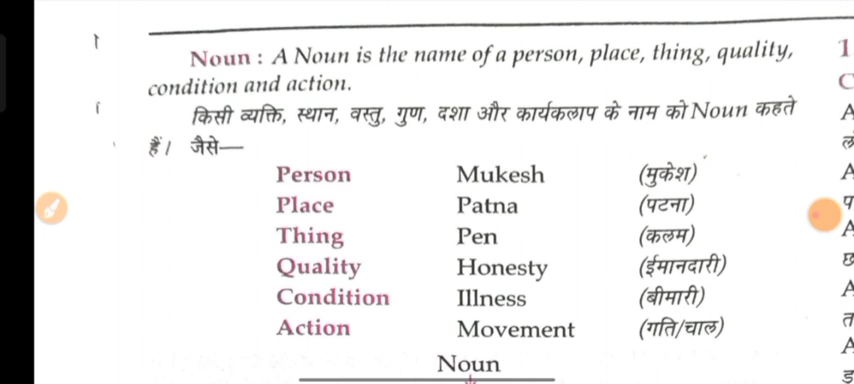 Noun : A Noun is the name of a person, place, thing, quality,
condition and action.
किसी व्यक्ति, स्थान, वस्तु, गुण, दशा और कार्यकलाप के नाम को Noun कहते
हैं। जैसे—
Person Mukesh (मुकेश)
Place Patna (पटना)
Thing Pen (कलम)
Quality Honesty (ईमानदारी)
Condition Illness (बीमारी)
Action Movement (गति/चाल)
Noun